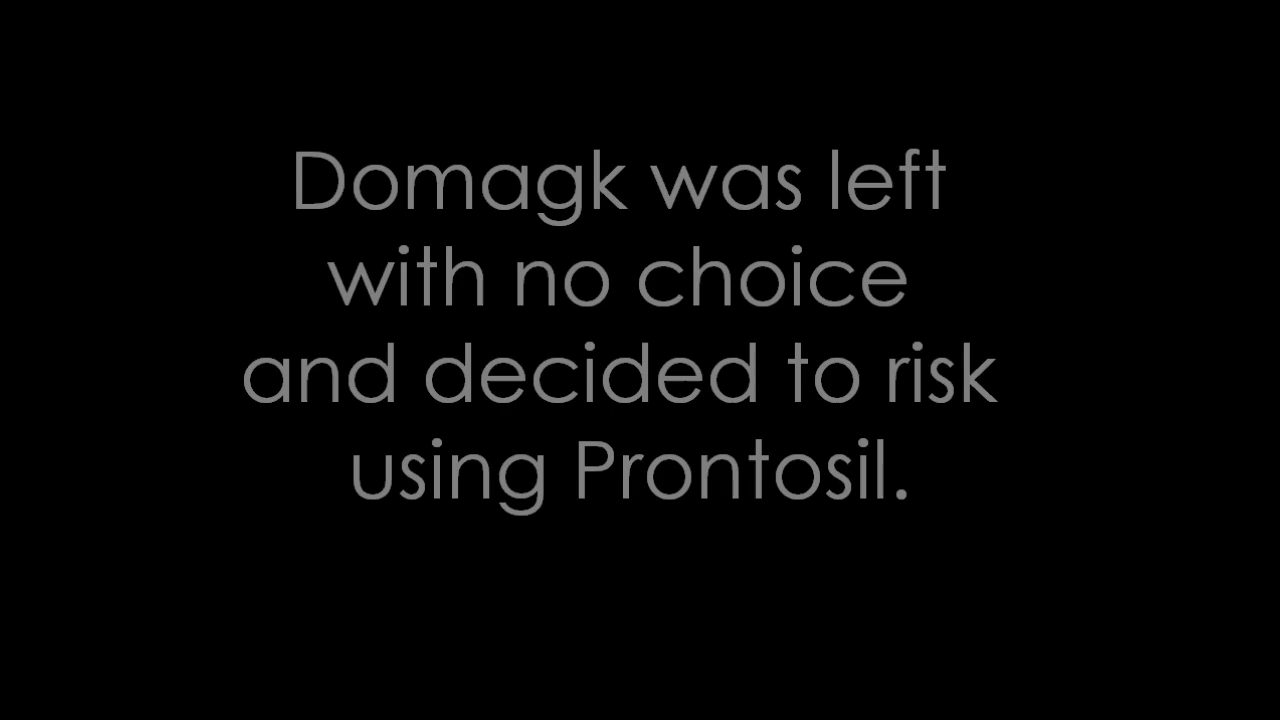 Domagk was left
with no choice
and decided to risk
using Prontosil.